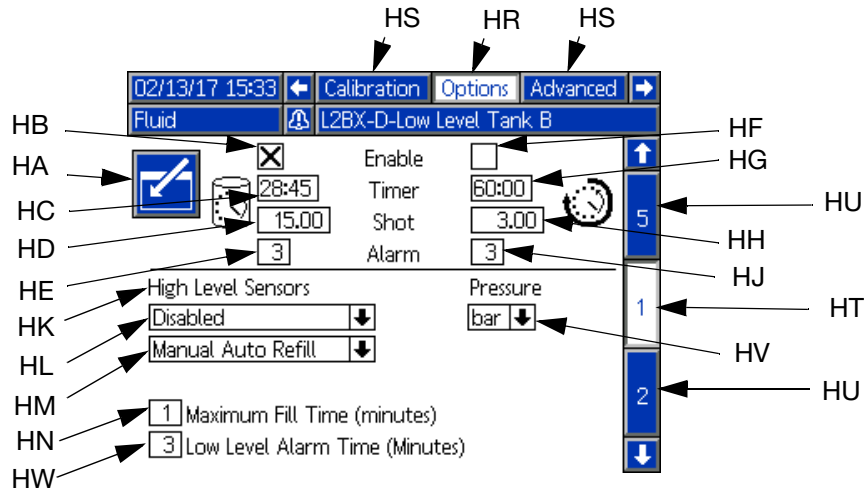 HS HR HS
02/13/17 15:33 Calibration Options Advanced
Fluid L2BX-D-Low Level Tank B
HB Enable HF
HA HC 28:45 Timer 60:00 HG
HD 15.00 Shot 3.00 HH
HE 3 Alarm 3 HJ
5 HU
HK High Level Sensors Pressure
HL Disabled bar HV
1 HT
HM Manual Auto Refill
2 HU
HN 1 Maximum Fill Time (minutes)
HW 3 Low Level Alarm Time (Minutes)